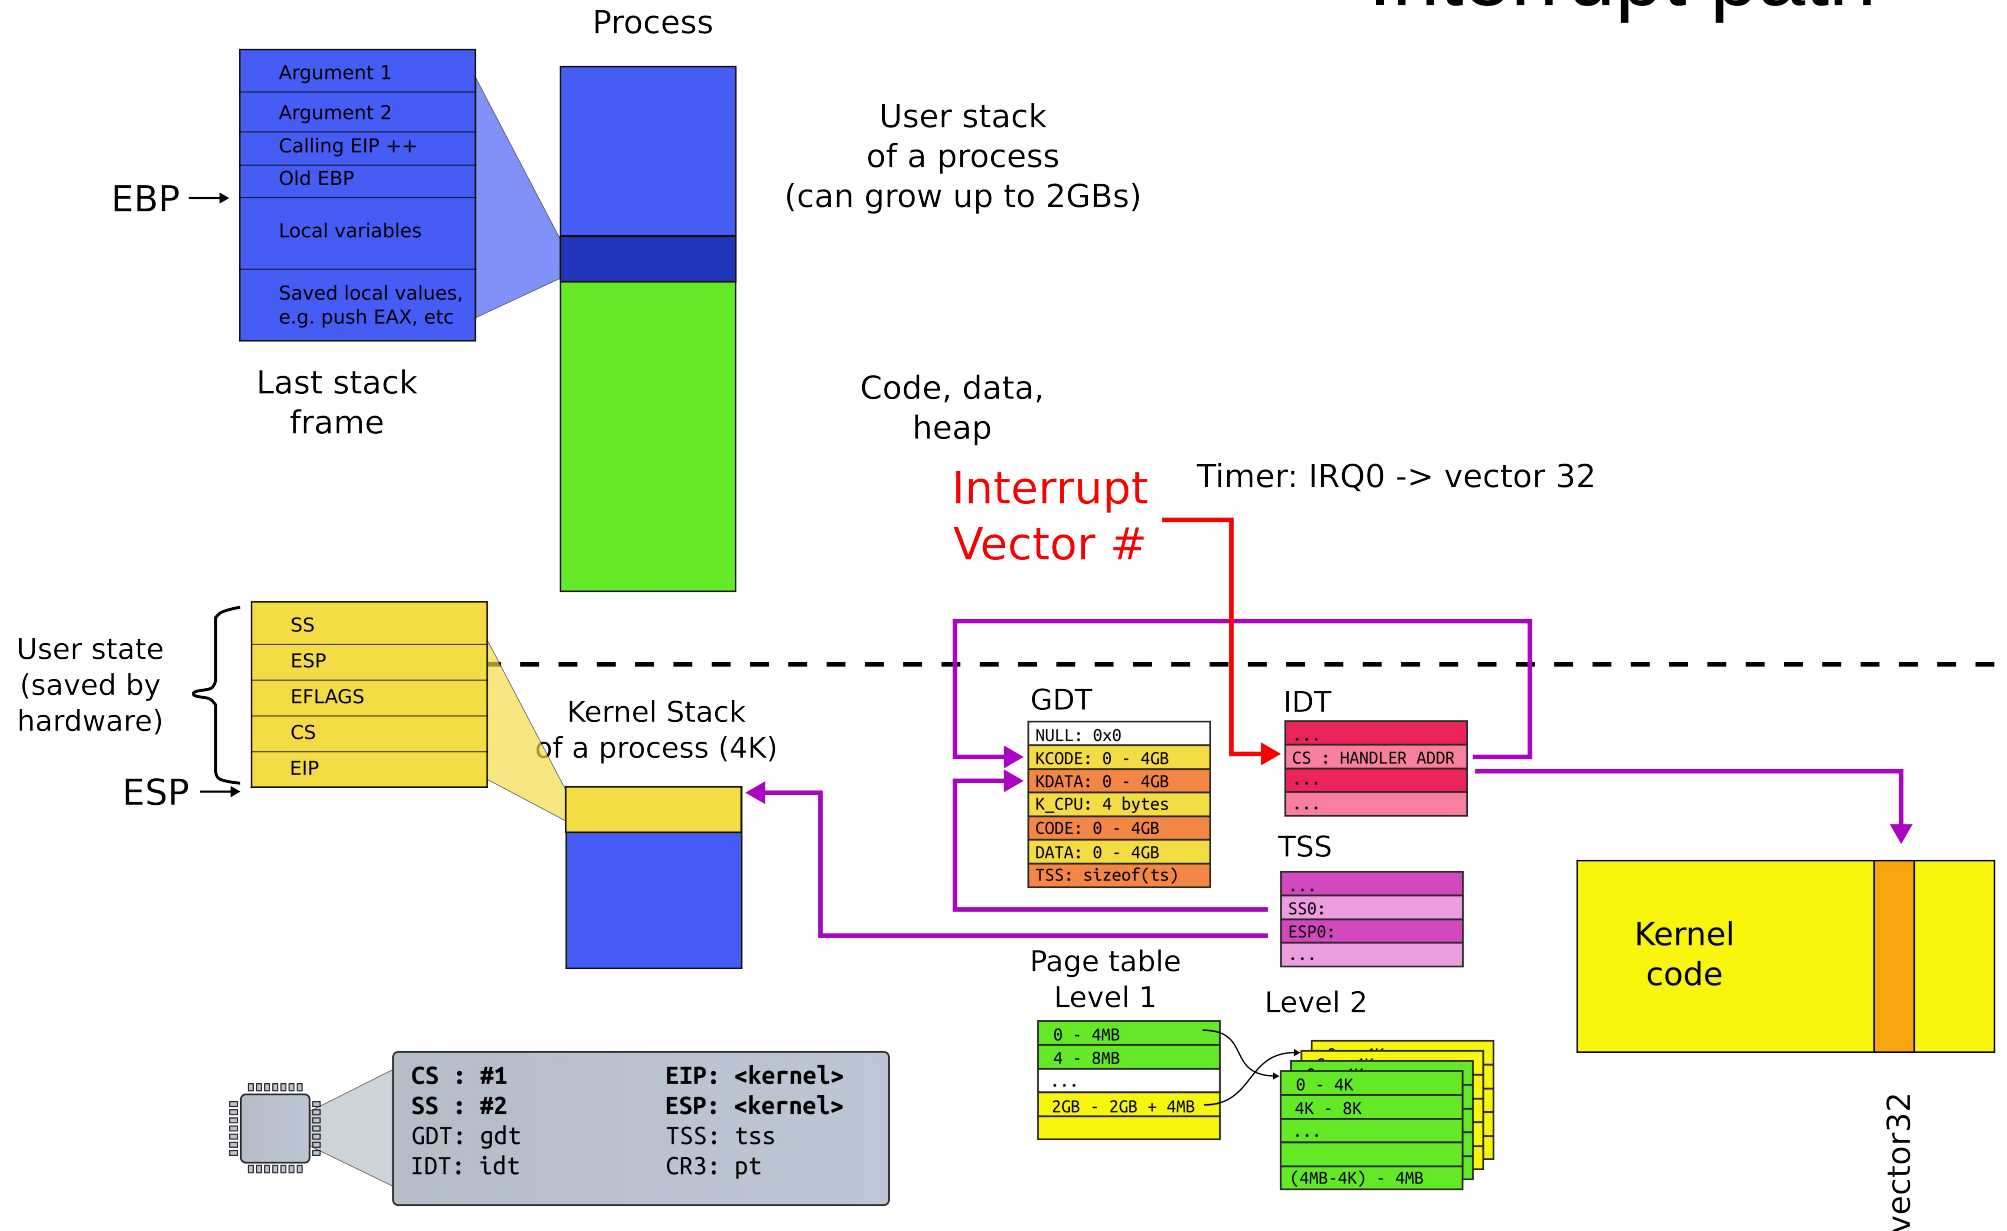 Interrupt path
Process
Argument 1
Argument 2
Calling EIP ++
Old EBP
Local variables
Saved local values,
e.g. push EAX, etc
EBP
Last stack
frame
User stack
of a process
(can grow up to 2GBs)
Code, data,
heap
Interrupt
Vector #
Timer: IRQ0 -> vector 32
User state
(saved by
hardware)
SS
ESP
EFLAGS
CS
EIP
ESP
Kernel Stack
of a process (4K)
GDT
NULL: 0x0
KCODE: 0 - 4GB
KDATA: 0 - 4GB
K_CPU: 4 bytes
CODE: 0 - 4GB
DATA: 0 - 4GB
TSS: sizeof(ts)
IDT
...
CS : HANDLER ADDR
...
...
TSS
...
SS0:
ESP0:
...
Kernel
code
vector32
Page table
Level 1
0 - 4MB
4 - 8MB
...
2GB - 2GB + 4MB
Level 2
0 - 4K
4K - 8K
...
(4MB-4K) - 4MB
CS : #1 EIP: <kernel>
SS : #2 ESP: <kernel>
GDT: gdt TSS: tss
IDT: idt CR3: pt